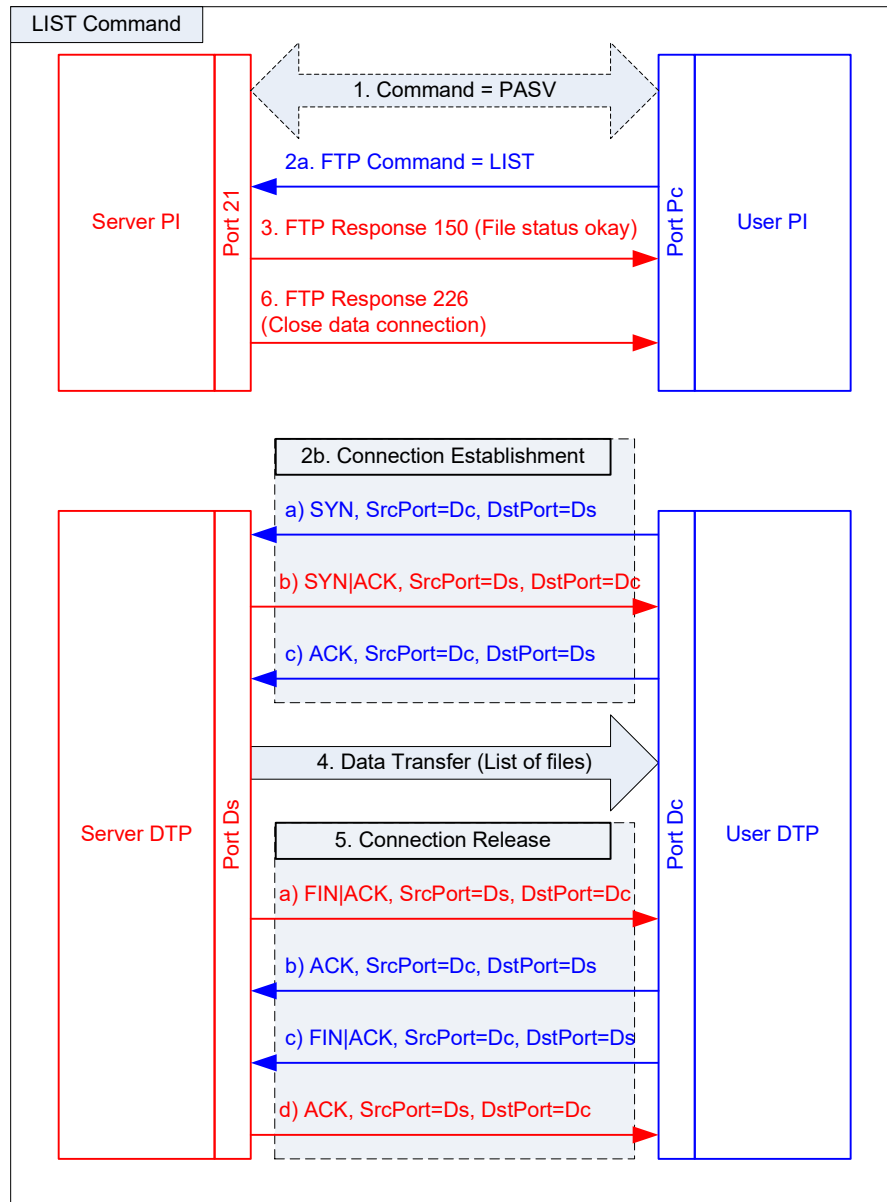 LIST Command
1. Command = PASV
2a. FTP Command = LIST
Server PI
Port 21
3. FTP Response 150 (File status okay)
Port Pc
User PI
6. FTP Response 226
(Close data connection)
2b. Connection Establishment
a) SYN, SrcPort=Dc, DstPort=Ds
b) SYN|ACK, SrcPort=Ds, DstPort=Dc
c) ACK, SrcPort=Dc, DstPort=Ds
4. Data Transfer (List of files)
Server DTP
Port Ds
Port Dc
User DTP
5. Connection Release
a) FIN|ACK, SrcPort=Ds, DstPort=Dc
b) ACK, SrcPort=Dc, DstPort=Ds
c) FIN|ACK, SrcPort=Dc, DstPort=Ds
d) ACK, SrcPort=Ds, DstPort=Dc